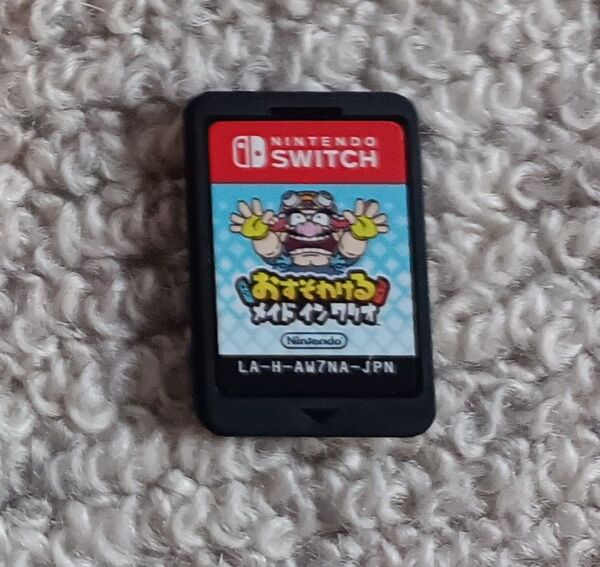 NINTENDO
SWITCH
おすそわける
メイド イン ワリオ
Nintendo
LA-H-AW7NA-JPN